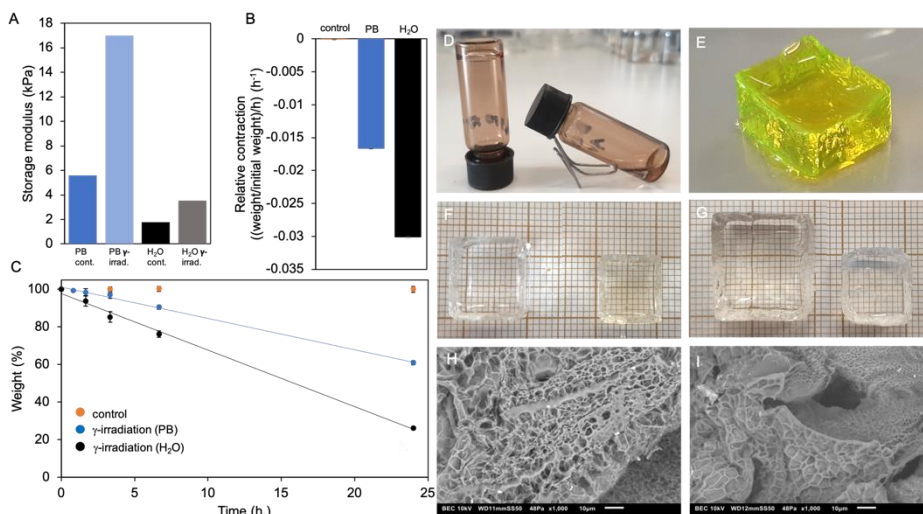 A
Storage modulus (kPa)
18
16
14
12
10
8
6
4
2
0
PB cont.
PB γ-irrad.
H₂O cont.
H₂O γ-irrad.
B
control PB H₂O
Relative contraction
((weight/initial weight)/h) (h⁻¹)
0
-0.005
-0.01
-0.015
-0.02
-0.025
-0.03
-0.035
C
Weight (%)
100
80
60
40
20
0
control
γ-irradiation (PB)
γ-irradiation (H₂O)
0 5 10 15 20 25
Time (h.)
D
E
F
G
H
BEC 10kV WD11mmSS50 48Pa x1,000 10μm
I
BEC 10kV WD12mmSS50 48Pa x1,000 10μm